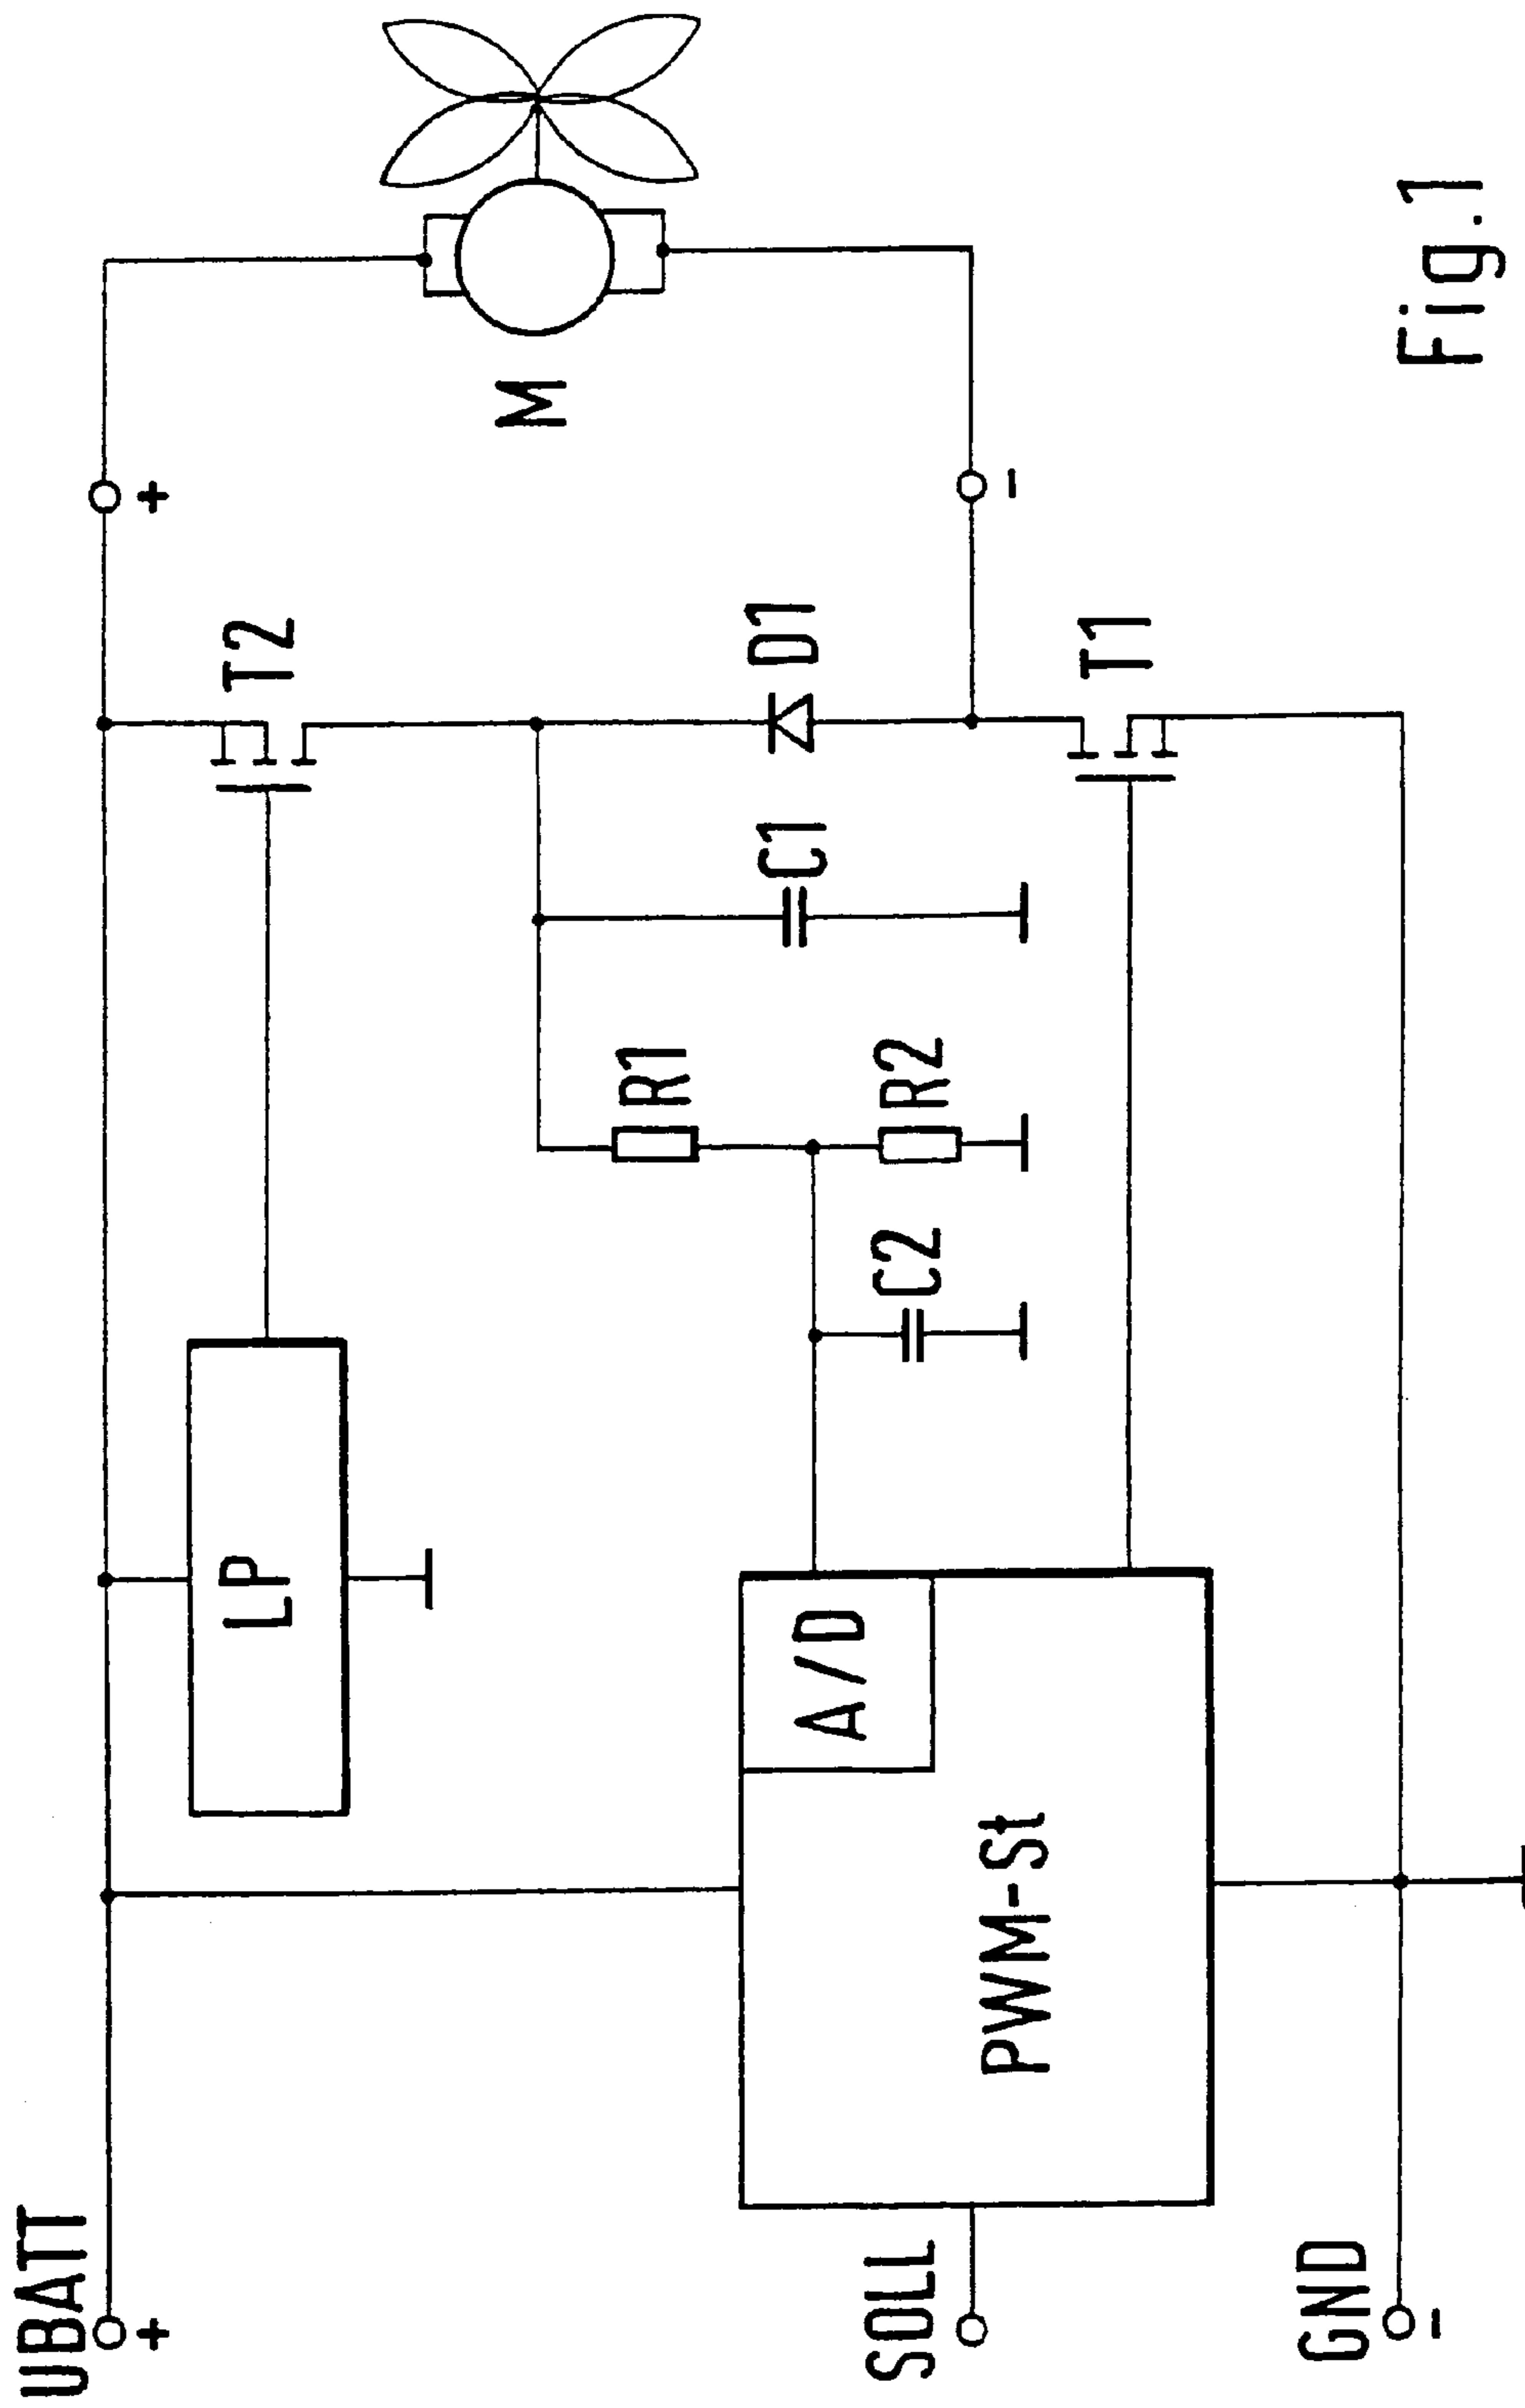 UBATT
+
LP
T2
+
M
SOLL
PWM-St
A/D
C2
R1
R2
C1
D1
-
T1
GND
-
Fig.1